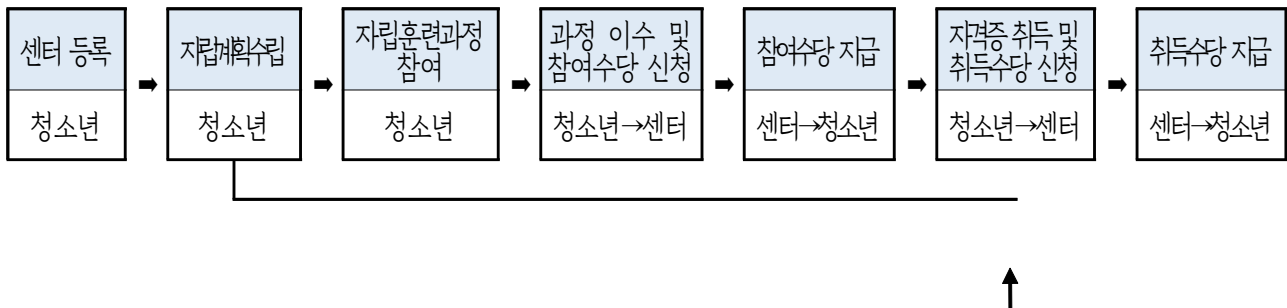 센터 등록
청소년
➡
자립계획수립
청소년
➡
자립훈련과정
참여
청소년
➡
과정 이수 및
참여수당 신청
청소년→센터
➡
참여수당 지급
센터→청소년
➡
자격증 취득 및
취득수당 신청
청소년→센터
➡
취득수당 지급
센터→청소년